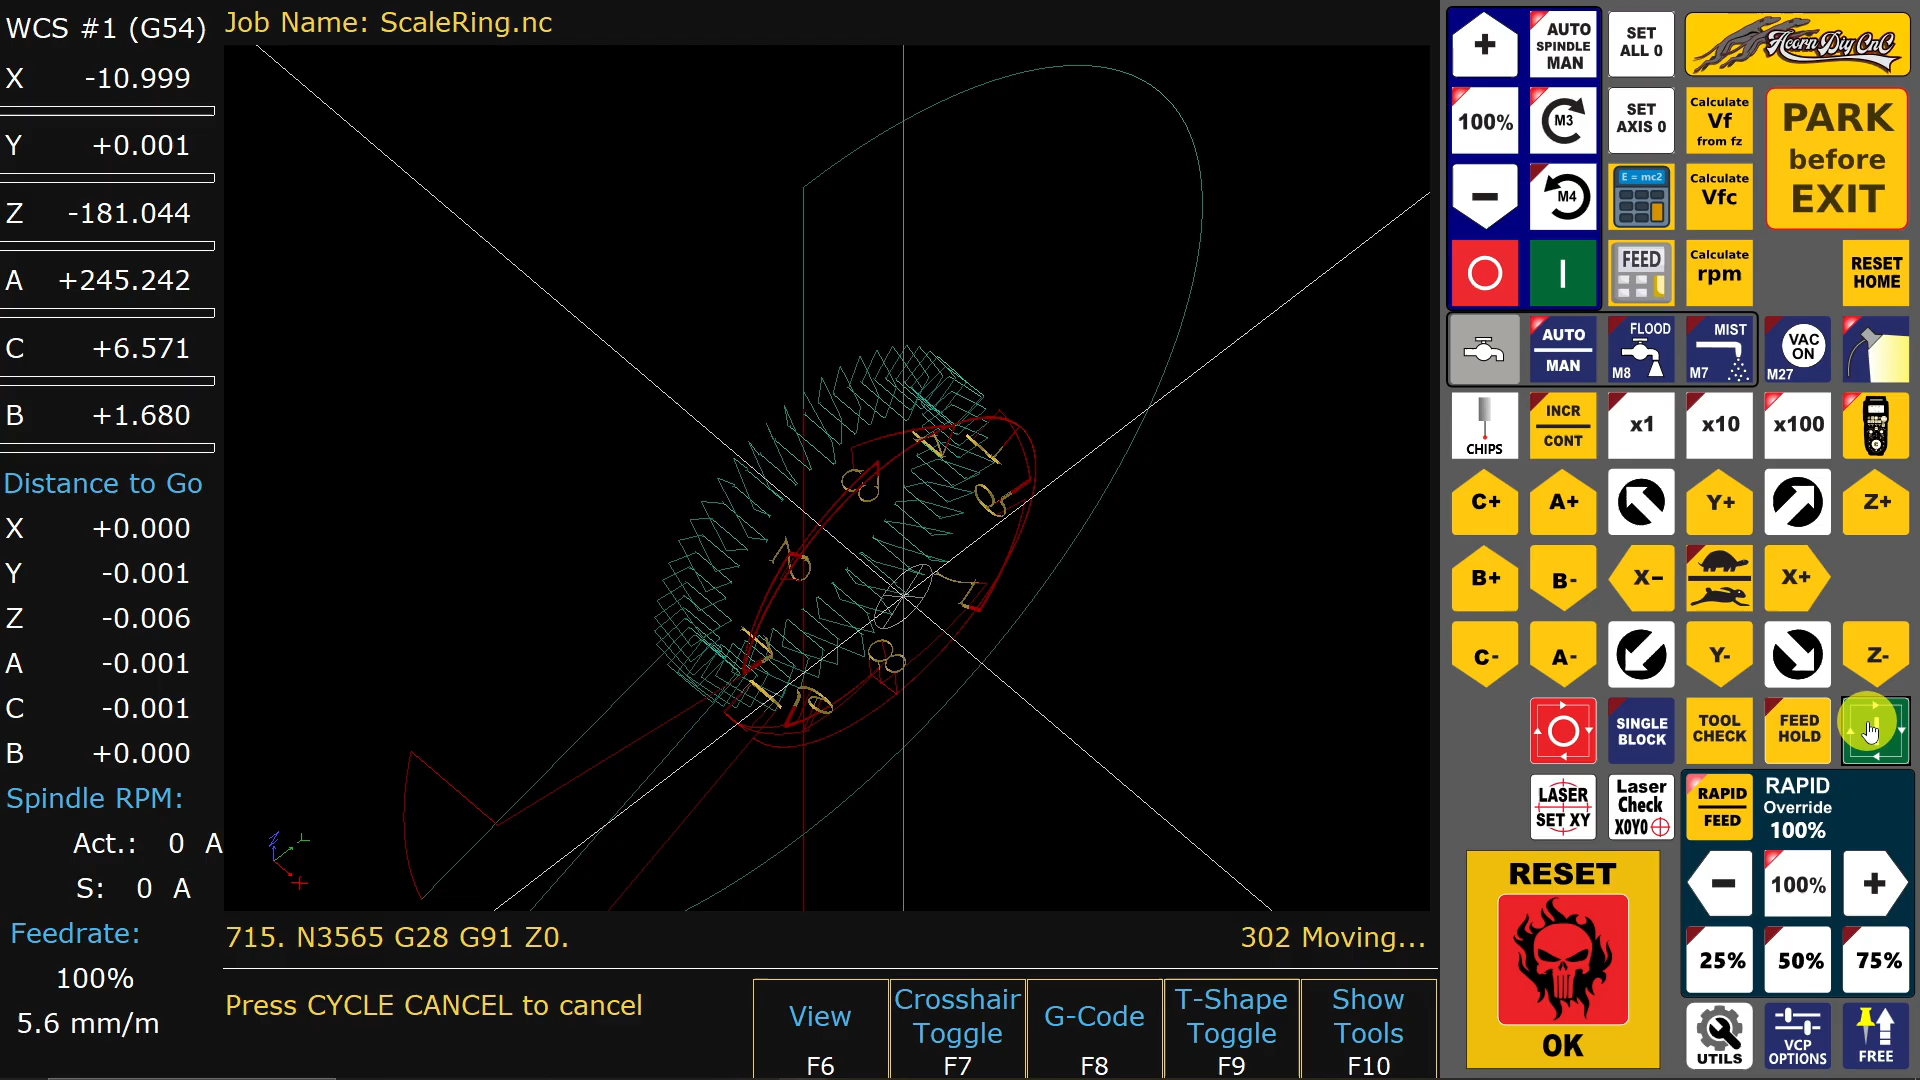 WCS #1 (G54)
X -10.999
Y +0.001
Z -181.044
A +245.242
C +6.571
B +1.680
Distance to Go
X +0.000
Y -0.001
Z -0.006
A -0.001
C -0.001
B +0.000
Spindle RPM:
Act.: 0 A
S: 0 A
Feedrate:
100%
5.6 mm/m
Job Name: ScaleRing.nc
715. N3565 G28 G91 Z0.
302 Moving...
Press CYCLE CANCEL to cancel
View
F6
Crosshair
Toggle
F7
G-Code
F8
T-Shape
Toggle
F9
Show
Tools
F10
+
AUTO
SPINDLE
MAN
SET
ALL 0
Acorn Diy CnC
100%
M3
SET
AXIS 0
Calculate
Vf
from fz
PARK
before
EXIT
M4
E = mc2
Calculate
Vfc
FEED
Calculate
rpm
RESET
HOME
AUTO
MAN
FLOOD
M8
MIST
M7
VAC
ON
M27
CHIPS
INCR
CONT
x1
x10
x100
C+
A+
Y+
Z+
B+
B-
X-
X+
C-
A-
Y-
Z-
SINGLE
BLOCK
TOOL
CHECK
FEED
HOLD
LASER
SET XY
Laser
Check
X0Y0
RAPID
FEED
RAPID
Override
100%
RESET
OK
-
100%
+
25%
50%
75%
UTILS
VCP
OPTIONS
FREE